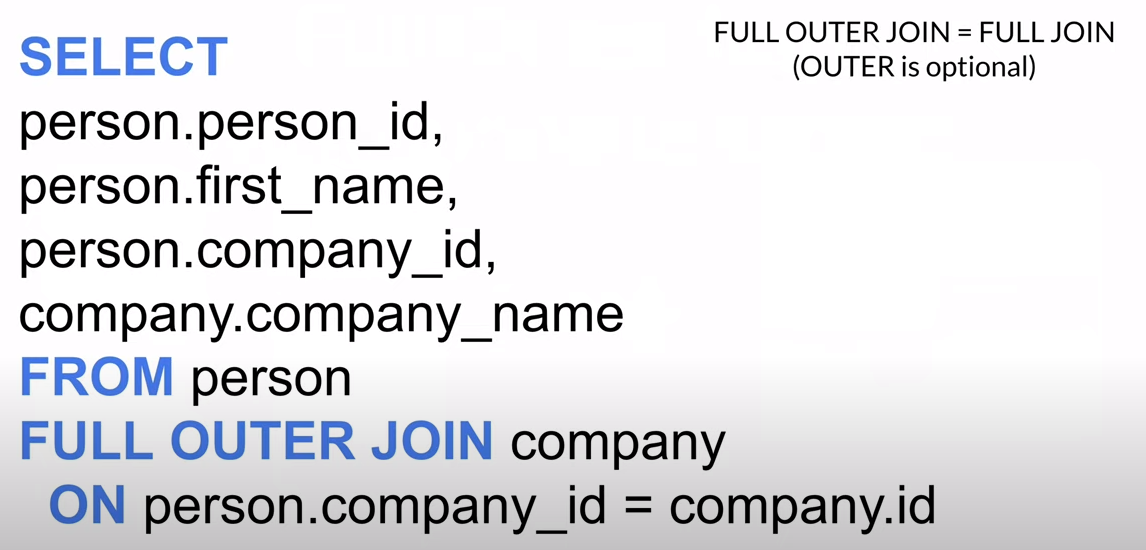 SELECT
person.person_id,
person.first_name,
person.company_id,
company.company_name
FROM person
FULL OUTER JOIN company
ON person.company_id = company.id
FULL OUTER JOIN = FULL JOIN
(OUTER is optional)